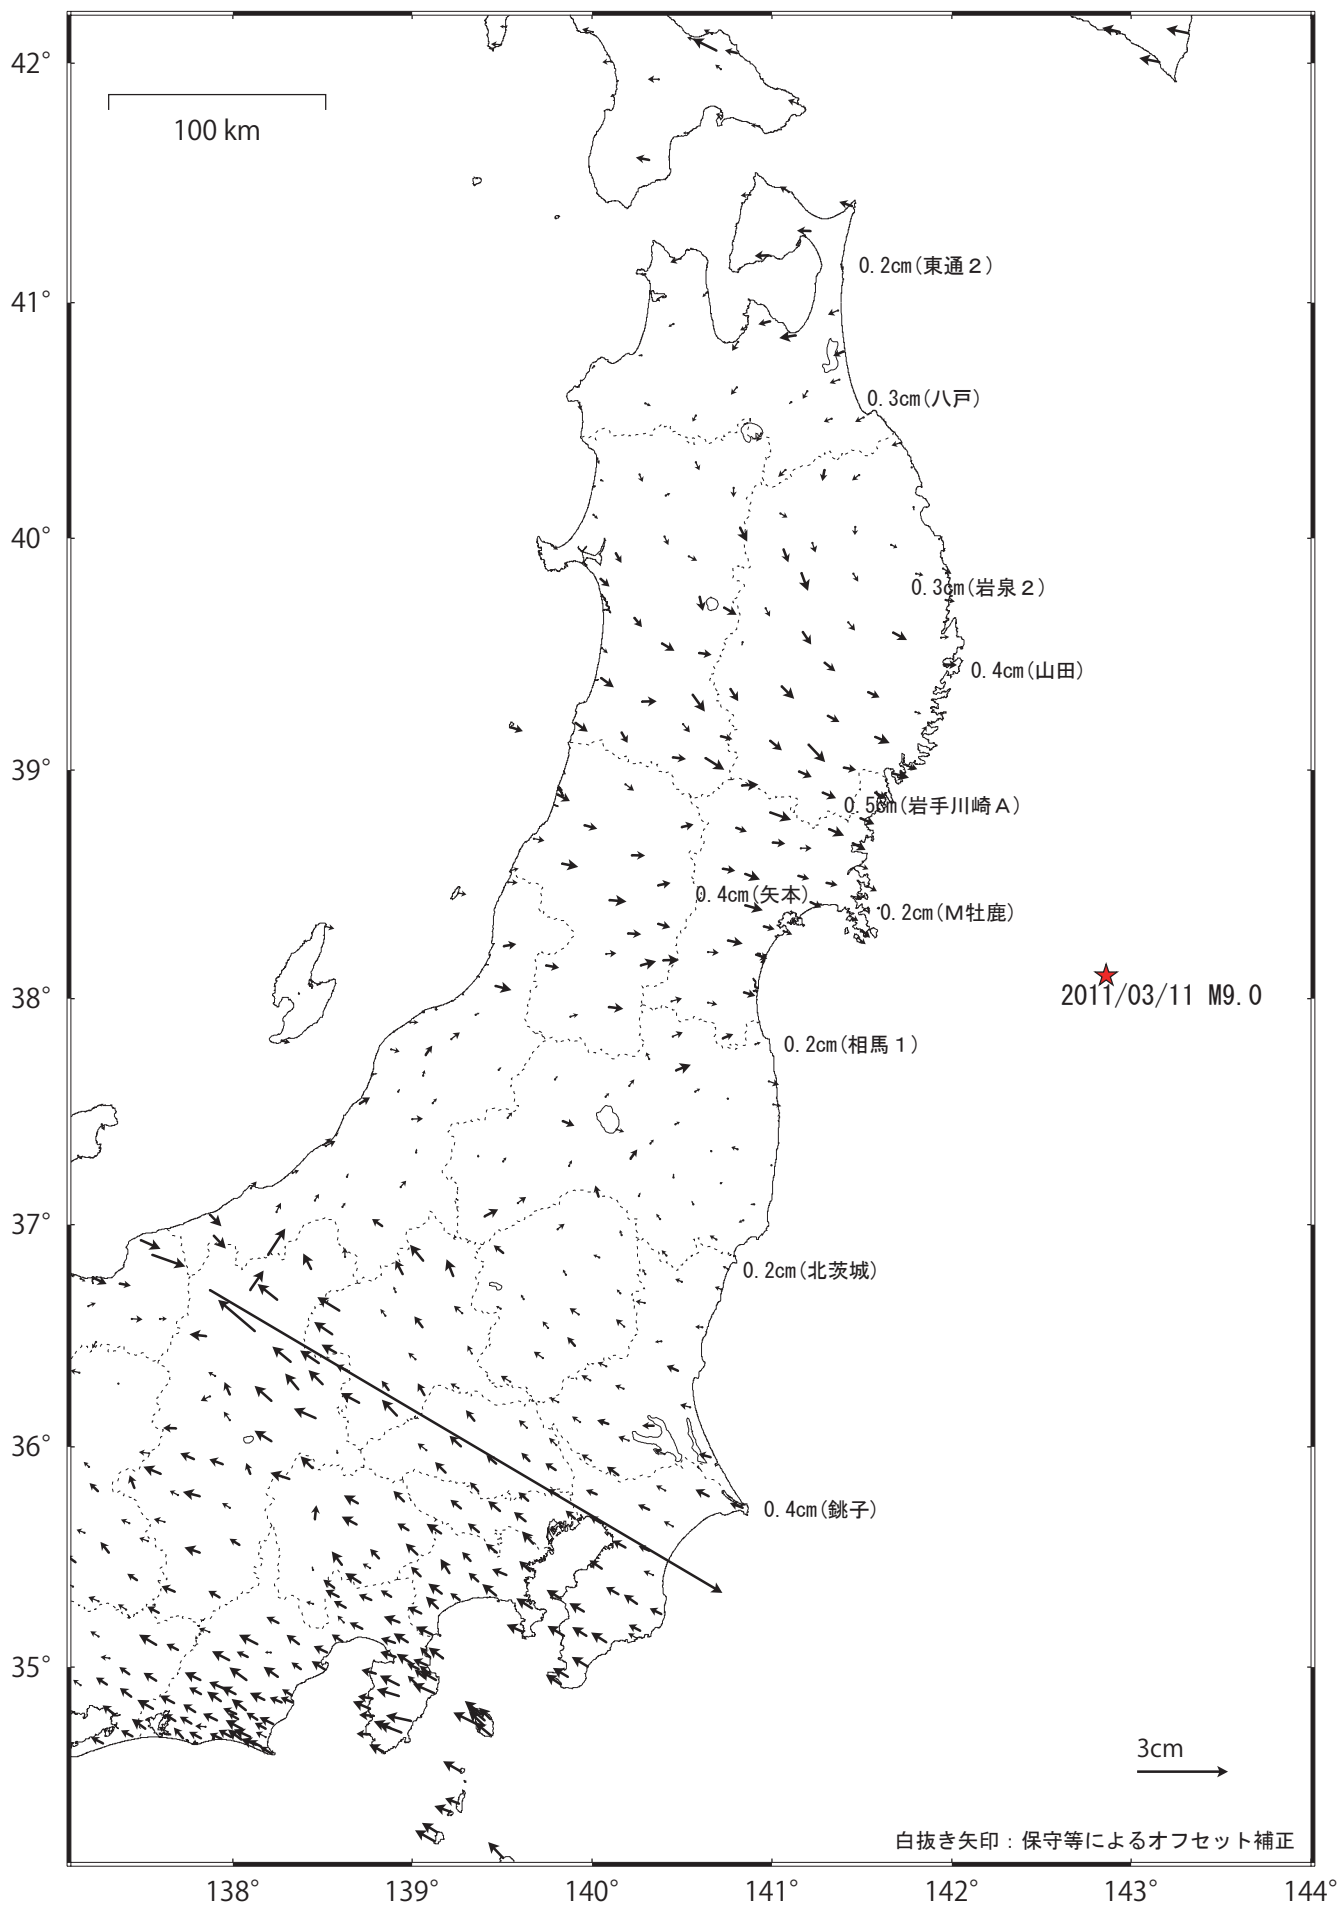 42°
100 km
0.2cm(東通２)
41°
0.3cm(八戸)
40°
0.3cm(岩泉２)
0.4cm(山田)
39°
0.5cm(岩手川崎Ａ)
0.4cm(矢本)
0.2cm(Ｍ牡鹿)
38°
2011/03/11 M9.0
0.2cm(相馬１)
37°
0.2cm(北茨城)
36°
0.4cm(銚子)
35°
3cm
白抜き矢印：保守等によるオフセット補正
138° 139° 140° 141° 142° 143° 144°